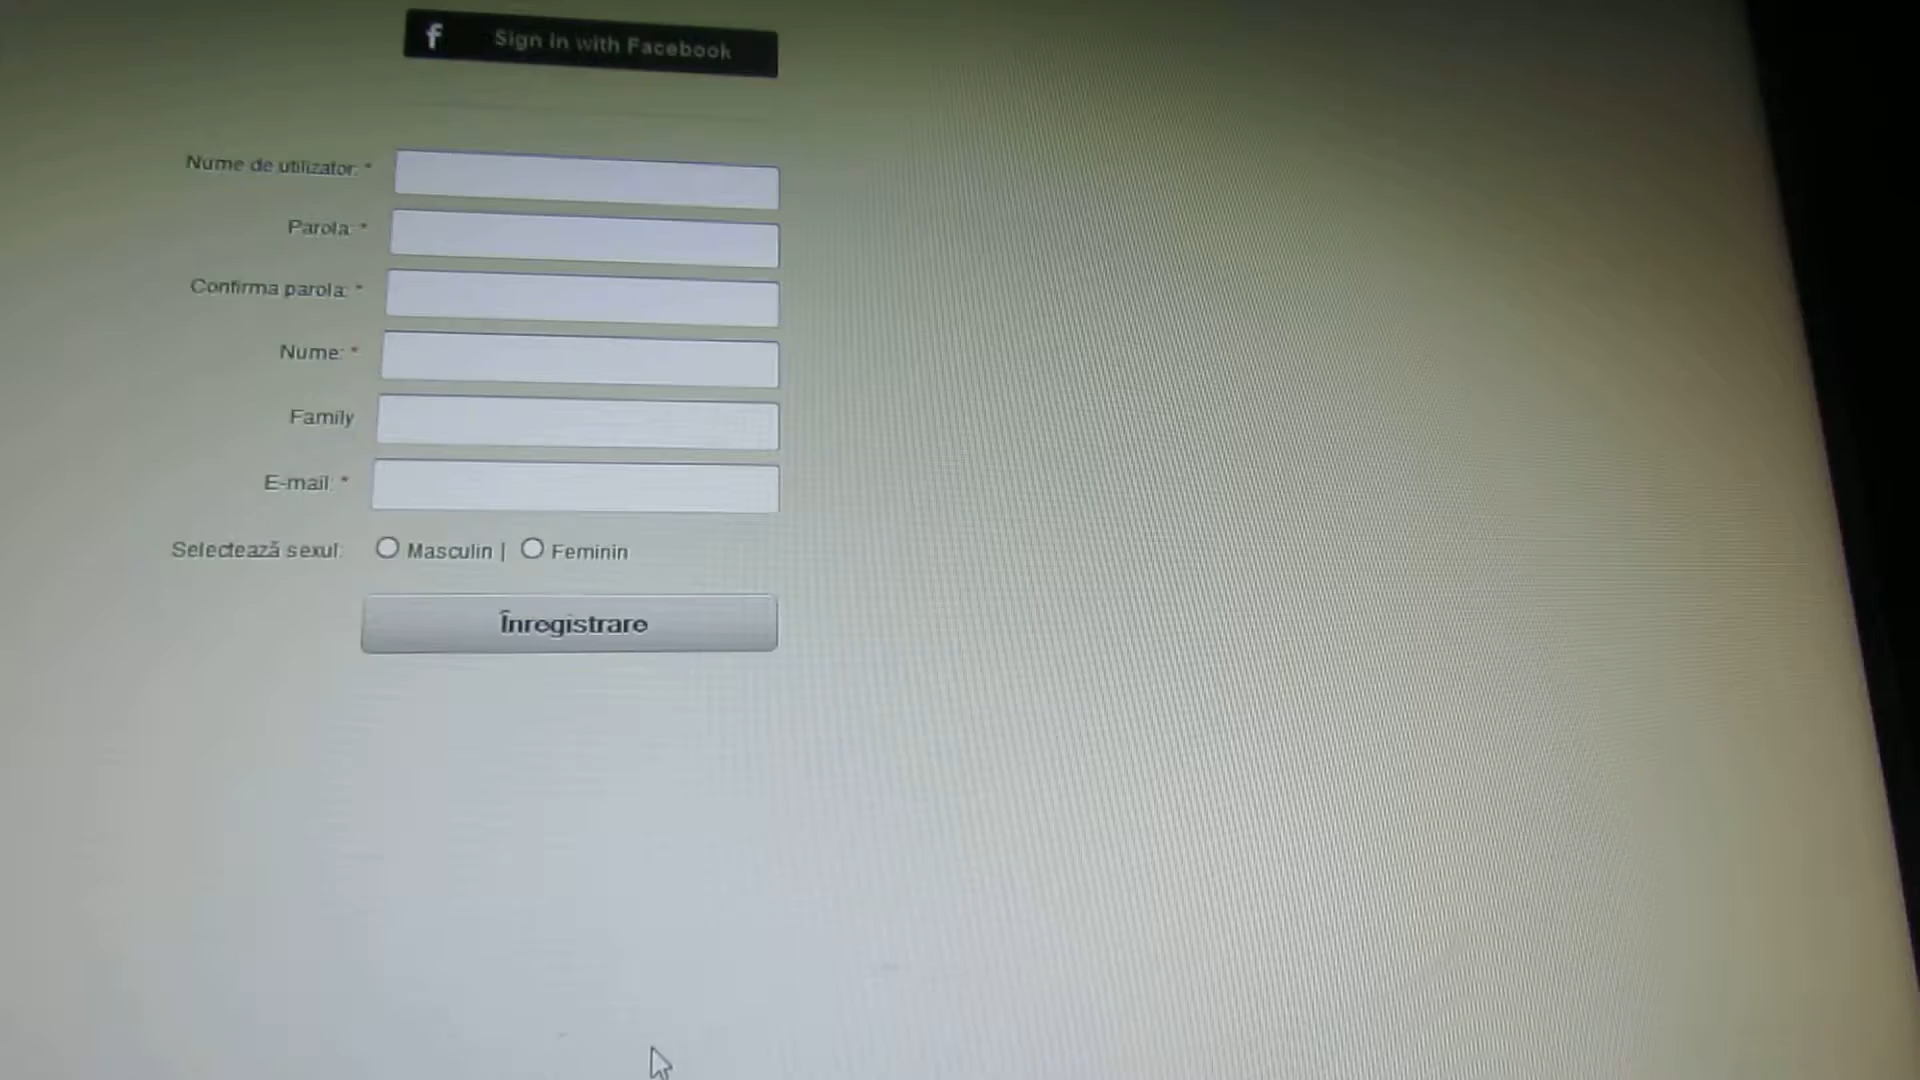 f Sign in with Facebook
Nume de utilizator: *
Parola: *
Confirma parola: *
Nume: *
Family
E-mail: *
Selectează sexul: Masculin | Feminin
Înregistrare